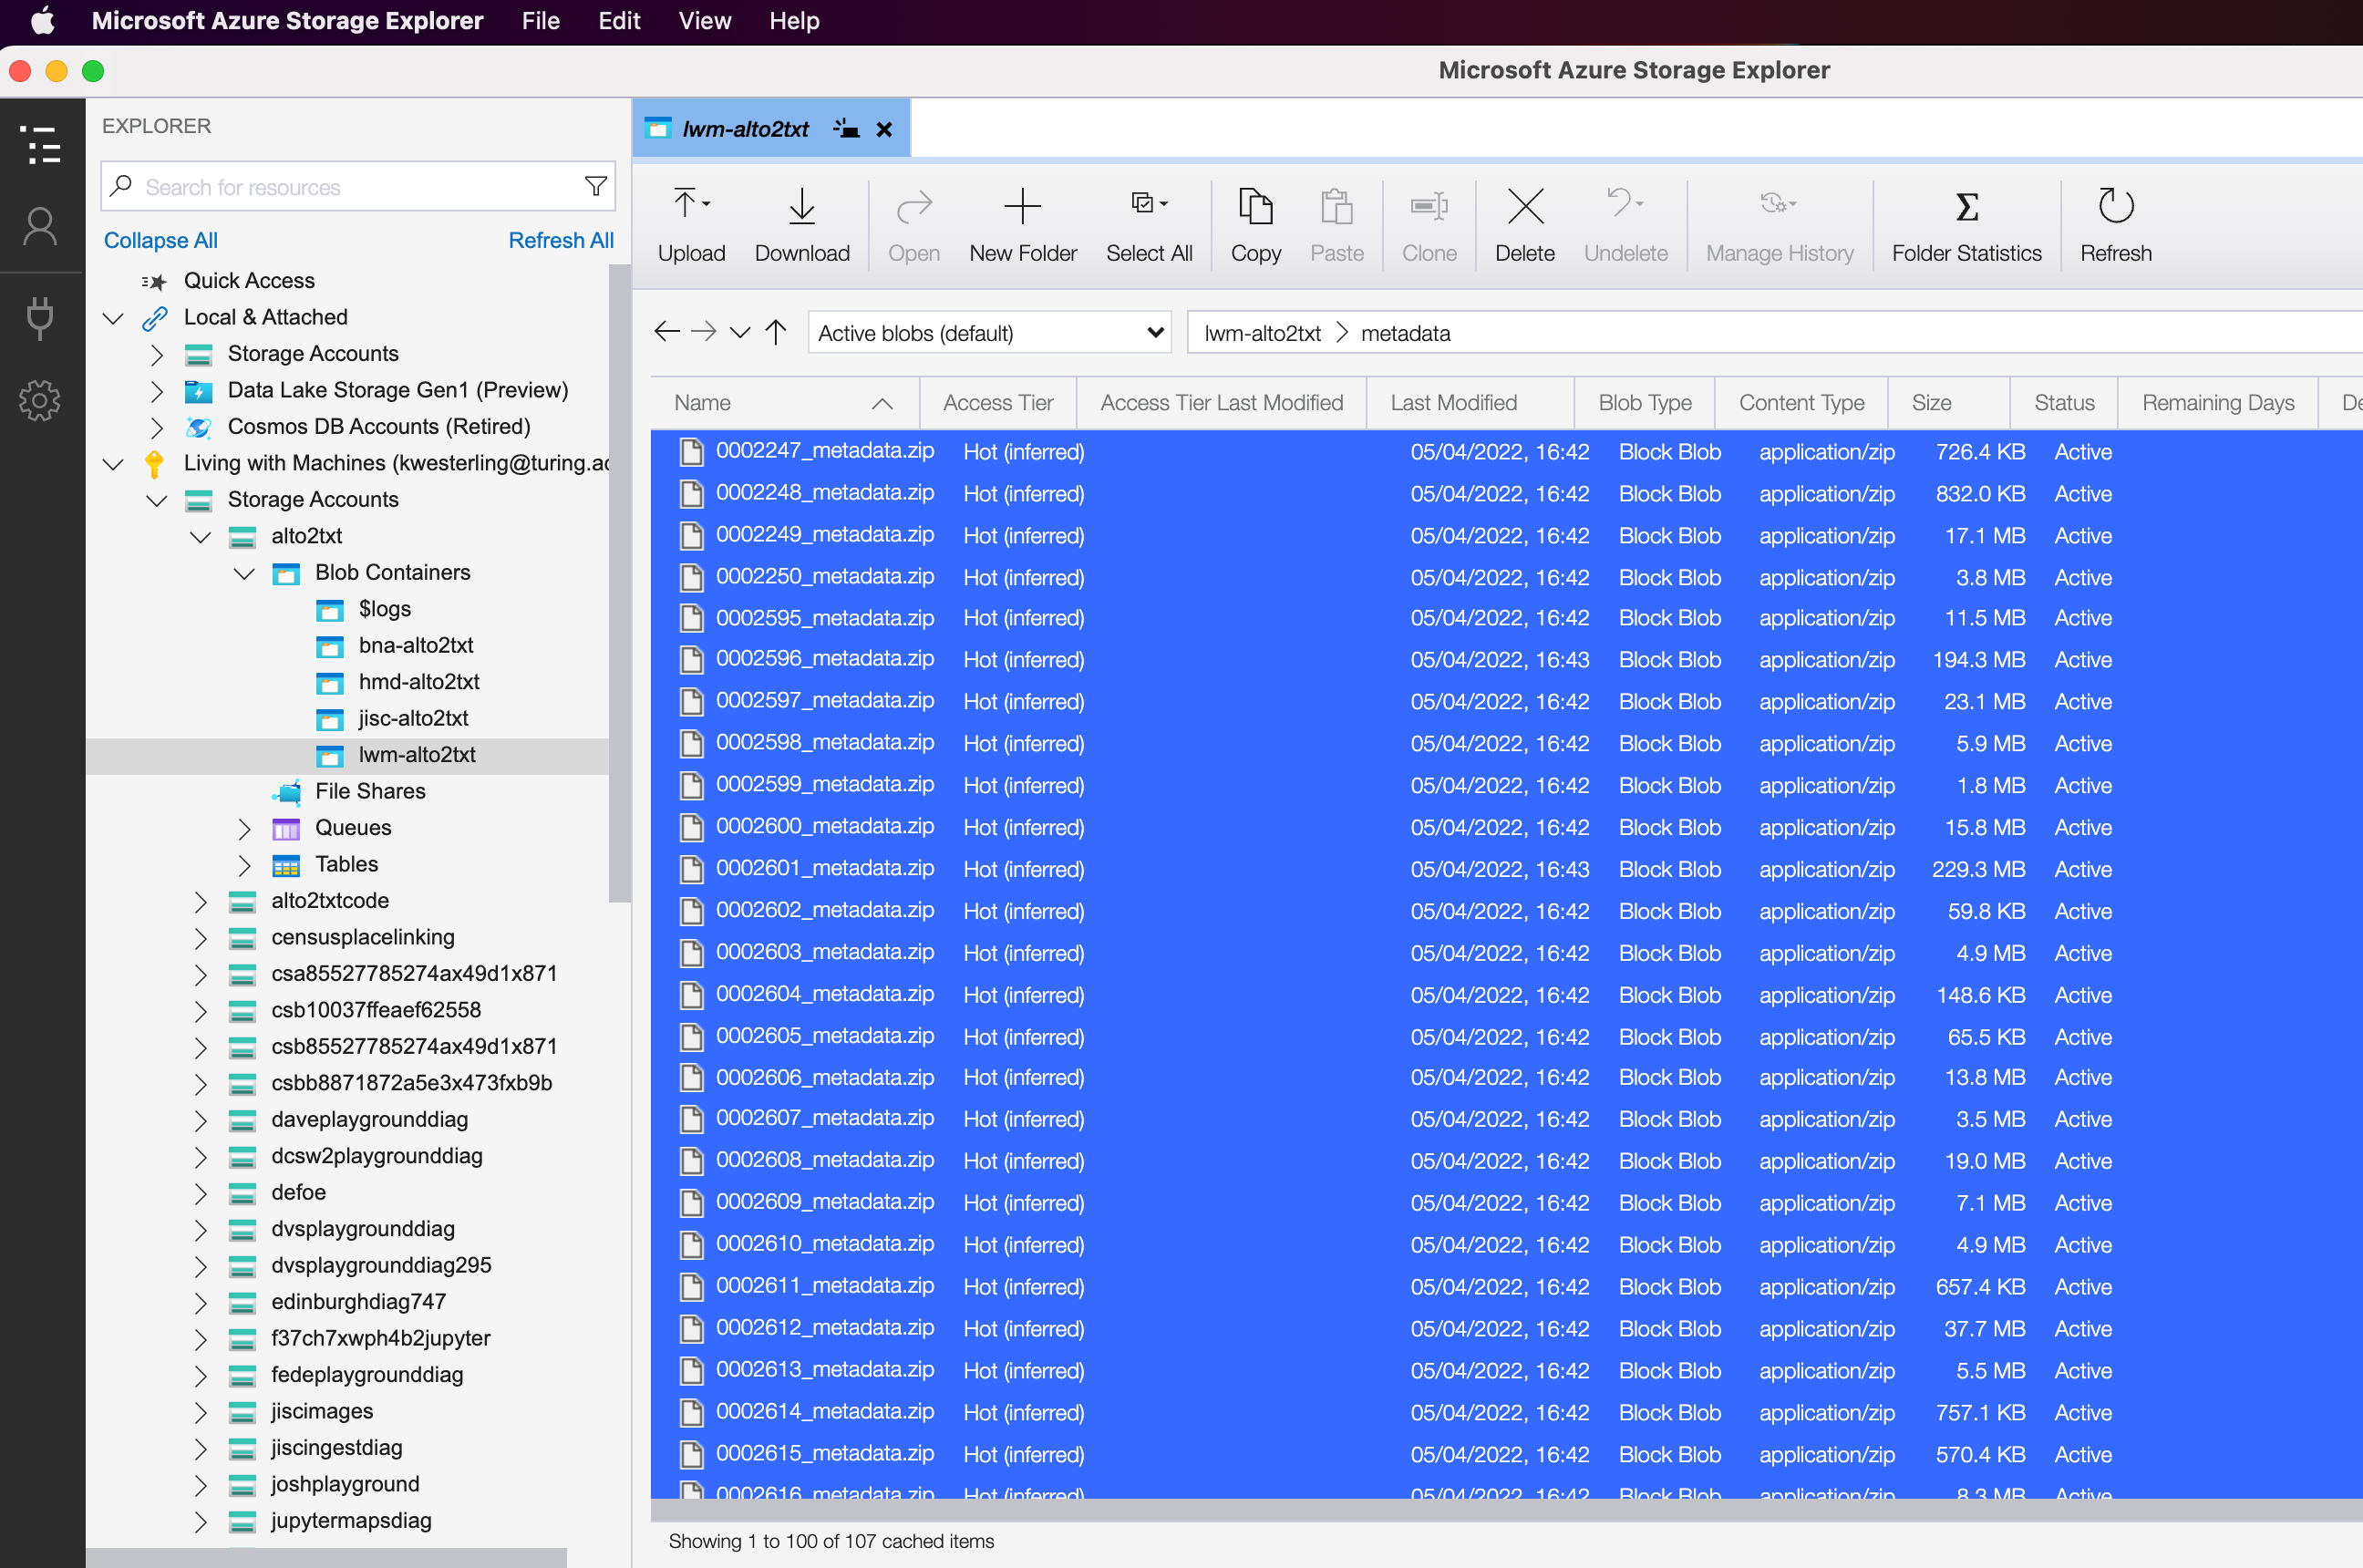 Microsoft Azure Storage Explorer File Edit View Help
Microsoft Azure Storage Explorer
EXPLORER
Search for resources
Collapse All Refresh All
Quick Access
Local & Attached
Storage Accounts
Data Lake Storage Gen1 (Preview)
Cosmos DB Accounts (Retired)
Living with Machines (kwesterling@turing.ac
Storage Accounts
alto2txt
Blob Containers
$logs
bna-alto2txt
hmd-alto2txt
jisc-alto2txt
lwm-alto2txt
File Shares
Queues
Tables
alto2txtcode
censusplacelinking
csa85527785274ax49d1x871
csb10037ffeaef62558
csb85527785274ax49d1x871
csbb8871872a5e3x473fxb9b
daveplaygrounddiag
dcsw2playgrounddiag
defoe
dvsplaygrounddiag
dvsplaygrounddiag295
edinburghdiag747
f37ch7xwph4b2jupyter
fedeplaygrounddiag
jiscimages
jiscingestdiag
joshplayground
jupytermapsdiag
lwm-alto2txt
Upload Download Open New Folder Select All Copy Paste Clone Delete Undelete Manage History Folder Statistics Refresh
Active blobs (default) lwm-alto2txt metadata
Name Access Tier Access Tier Last Modified Last Modified Blob Type Content Type Size Status Remaining Days De
0002247_metadata.zip Hot (inferred) 05/04/2022, 16:42 Block Blob application/zip 726.4 KB Active
0002248_metadata.zip Hot (inferred) 05/04/2022, 16:42 Block Blob application/zip 832.0 KB Active
0002249_metadata.zip Hot (inferred) 05/04/2022, 16:42 Block Blob application/zip 17.1 MB Active
0002250_metadata.zip Hot (inferred) 05/04/2022, 16:42 Block Blob application/zip 3.8 MB Active
0002595_metadata.zip Hot (inferred) 05/04/2022, 16:42 Block Blob application/zip 11.5 MB Active
0002596_metadata.zip Hot (inferred) 05/04/2022, 16:43 Block Blob application/zip 194.3 MB Active
0002597_metadata.zip Hot (inferred) 05/04/2022, 16:42 Block Blob application/zip 23.1 MB Active
0002598_metadata.zip Hot (inferred) 05/04/2022, 16:42 Block Blob application/zip 5.9 MB Active
0002599_metadata.zip Hot (inferred) 05/04/2022, 16:42 Block Blob application/zip 1.8 MB Active
0002600_metadata.zip Hot (inferred) 05/04/2022, 16:42 Block Blob application/zip 15.8 MB Active
0002601_metadata.zip Hot (inferred) 05/04/2022, 16:43 Block Blob application/zip 229.3 MB Active
0002602_metadata.zip Hot (inferred) 05/04/2022, 16:42 Block Blob application/zip 59.8 KB Active
0002603_metadata.zip Hot (inferred) 05/04/2022, 16:42 Block Blob application/zip 4.9 MB Active
0002604_metadata.zip Hot (inferred) 05/04/2022, 16:42 Block Blob application/zip 148.6 KB Active
0002605_metadata.zip Hot (inferred) 05/04/2022, 16:42 Block Blob application/zip 65.5 KB Active
0002606_metadata.zip Hot (inferred) 05/04/2022, 16:42 Block Blob application/zip 13.8 MB Active
0002607_metadata.zip Hot (inferred) 05/04/2022, 16:42 Block Blob application/zip 3.5 MB Active
0002608_metadata.zip Hot (inferred) 05/04/2022, 16:42 Block Blob application/zip 19.0 MB Active
0002609_metadata.zip Hot (inferred) 05/04/2022, 16:42 Block Blob application/zip 7.1 MB Active
0002610_metadata.zip Hot (inferred) 05/04/2022, 16:42 Block Blob application/zip 4.9 MB Active
0002611_metadata.zip Hot (inferred) 05/04/2022, 16:42 Block Blob application/zip 657.4 KB Active
0002612_metadata.zip Hot (inferred) 05/04/2022, 16:42 Block Blob application/zip 37.7 MB Active
0002613_metadata.zip Hot (inferred) 05/04/2022, 16:42 Block Blob application/zip 5.5 MB Active
0002614_metadata.zip Hot (inferred) 05/04/2022, 16:42 Block Blob application/zip 757.1 KB Active
0002615_metadata.zip Hot (inferred) 05/04/2022, 16:42 Block Blob application/zip 570.4 KB Active
0002616_metadata.zip Hot (inferred) 05/04/2022, 16:42 Block Blob application/zip 8.3 MB Active
Showing 1 to 100 of 107 cached items